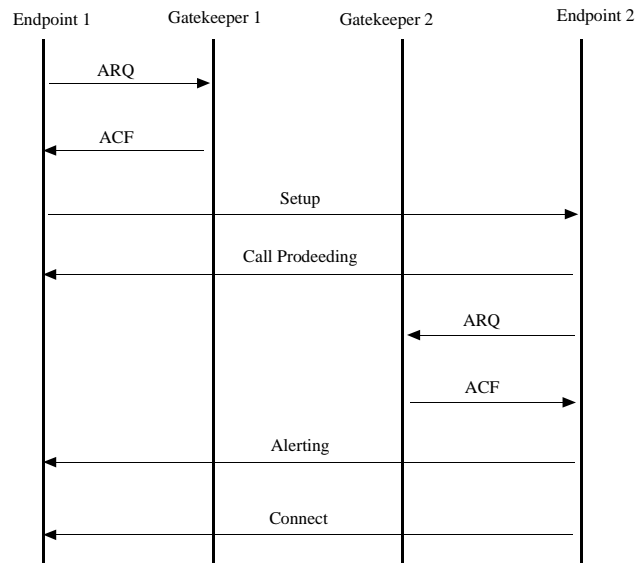 Endpoint 1
Gatekeeper 1
Gatekeeper 2
Endpoint 2
ARQ
ACF
Setup
Call Prodeeding
ARQ
ACF
Alerting
Connect